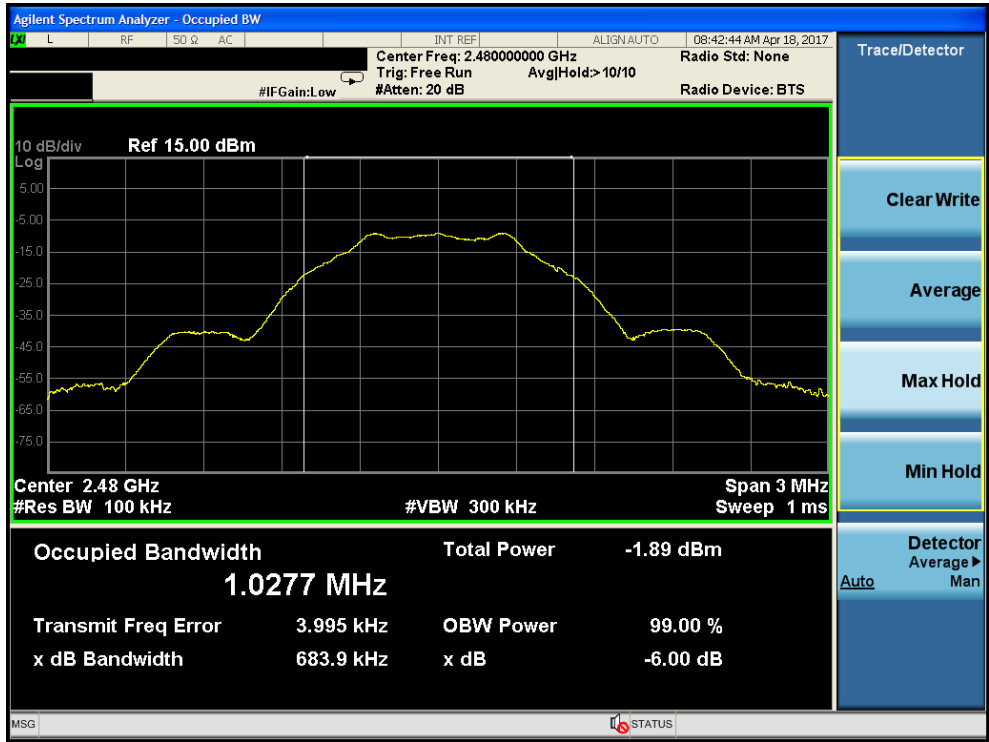 Agilent Spectrum Analyzer - Occupied BW
LXI L RF 50 Ω AC INT REF ALIGN AUTO 08:42:44 AM Apr 18, 2017
Center Freq: 2.480000000 GHz Radio Std: None
Trig: Free Run Avg|Hold:> 10/10
#IFGain:Low #Atten: 20 dB Radio Device: BTS
Trace/Detector
10 dB/div Ref 15.00 dBm
Log
5.00
-5.00
-15.0
-25.0
-35.0
-45.0
-55.0
-65.0
-75.0
Center 2.48 GHz Span 3 MHz
#Res BW 100 kHz #VBW 300 kHz Sweep 1 ms
Occupied Bandwidth Total Power -1.89 dBm
1.0277 MHz
Transmit Freq Error 3.995 kHz OBW Power 99.00 %
x dB Bandwidth 683.9 kHz x dB -6.00 dB
Clear Write
Average
Max Hold
Min Hold
Detector
Average▶
Auto Man
MSG STATUS